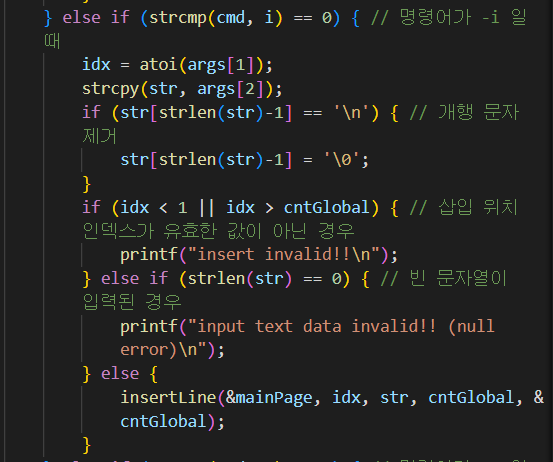 } else if (strcmp(cmd, i) == 0) { // 명령어가 -i 일
때
idx = atoi(args[1]);
strcpy(str, args[2]);
if (str[strlen(str)-1] == '\n') { // 개행 문자
제거
str[strlen(str)-1] = '\0';
}
if (idx < 1 || idx > cntGlobal) { // 삽입 위치
인덱스가 유효한 값이 아닌 경우
printf("insert invalid!!\n");
} else if (strlen(str) == 0) { // 빈 문자열이
입력된 경우
printf("input text data invalid!! (null
error)\n");
} else {
insertLine(&mainPage, idx, str, cntGlobal, &
cntGlobal);
}